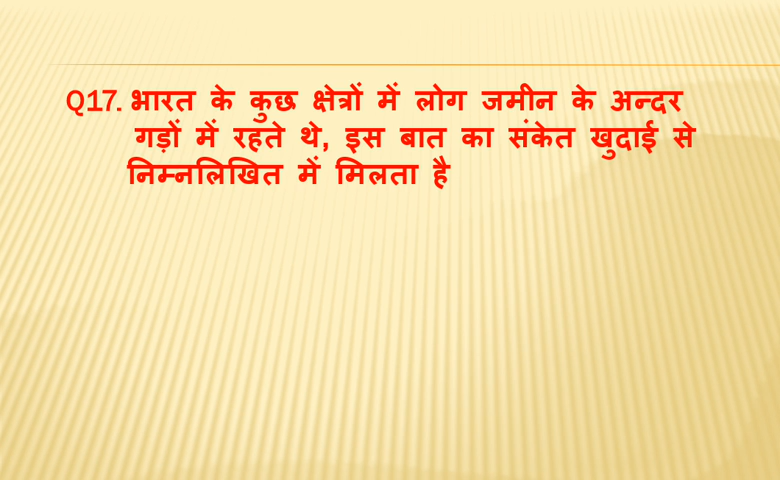 Q17. भारत के कुछ क्षेत्रों में लोग जमीन के अन्दर
गड़ों में रहते थे, इस बात का संकेत खुदाई से
निम्नलिखित में मिलता है